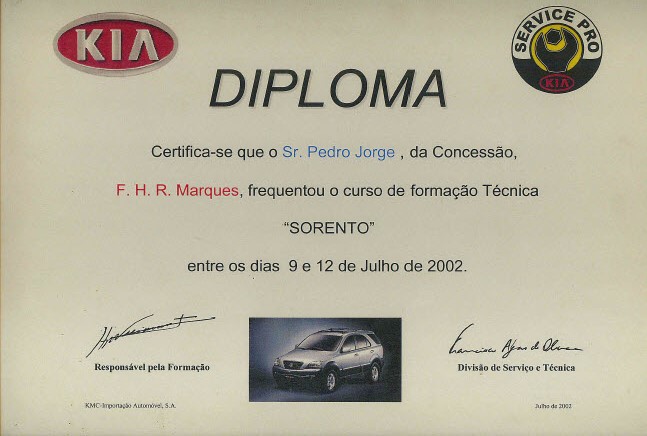 KIA
SERVICE PRO
KIA
DIPLOMA
Certifica-se que o Sr. Pedro Jorge , da Concessão,
F. H. R. Marques, frequentou o curso de formação Técnica
“SORENTO”
entre os dias 9 e 12 de Julho de 2002.
Responsável pela Formação
Divisão de Serviço e Técnica
KMC-Importação Automóvel, S.A.
Julho de 2002